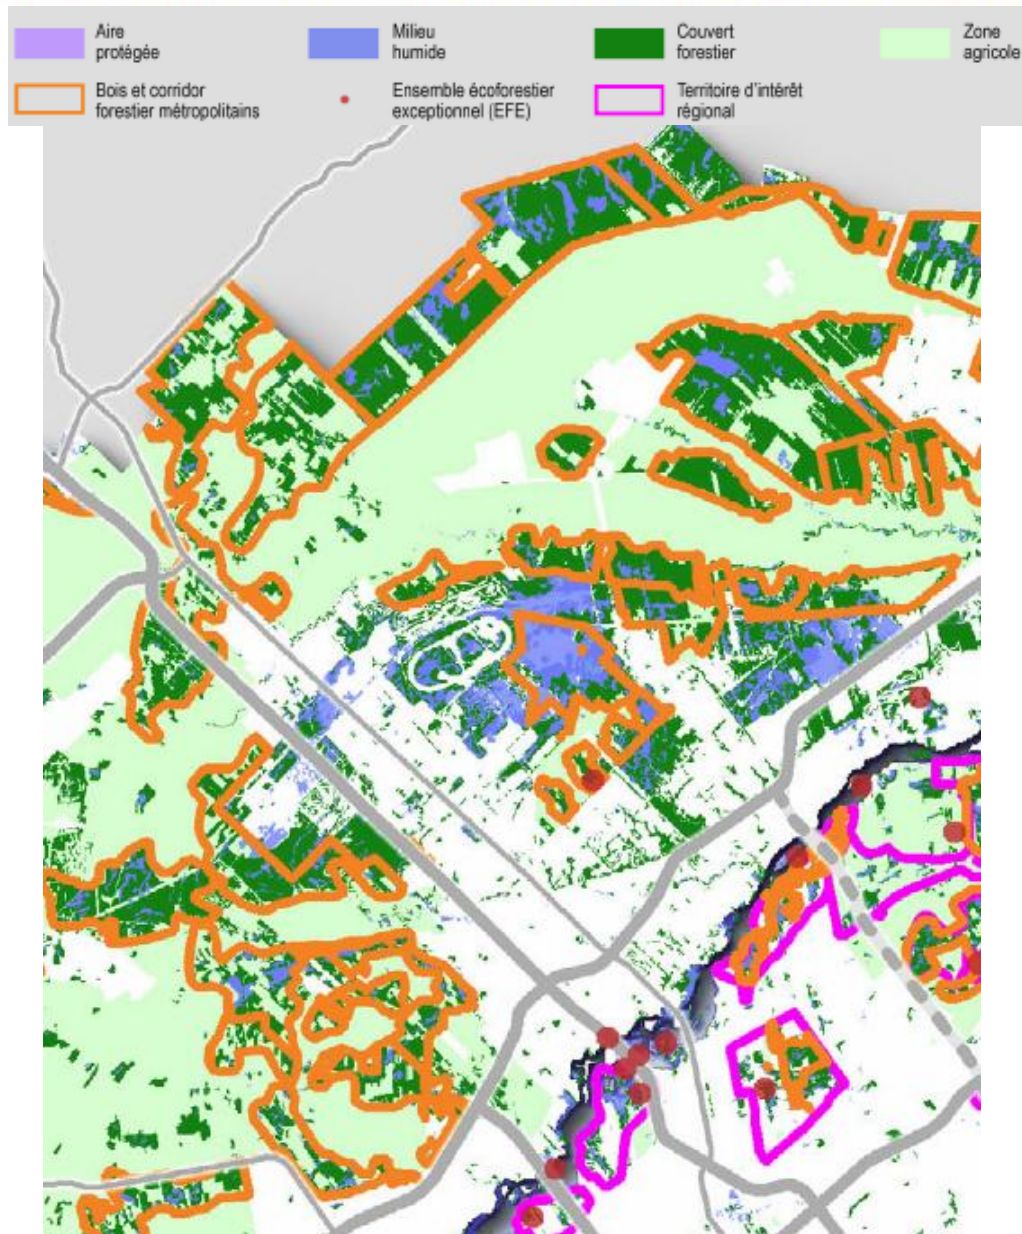 Aire
protégée
Milieu
humide
Couvert
forestier
Zone
agricole
Bois et corridor
forestier métropolitains
Ensemble écoforestier
exceptionnel (EFE)
Territoire d'intérêt
régional